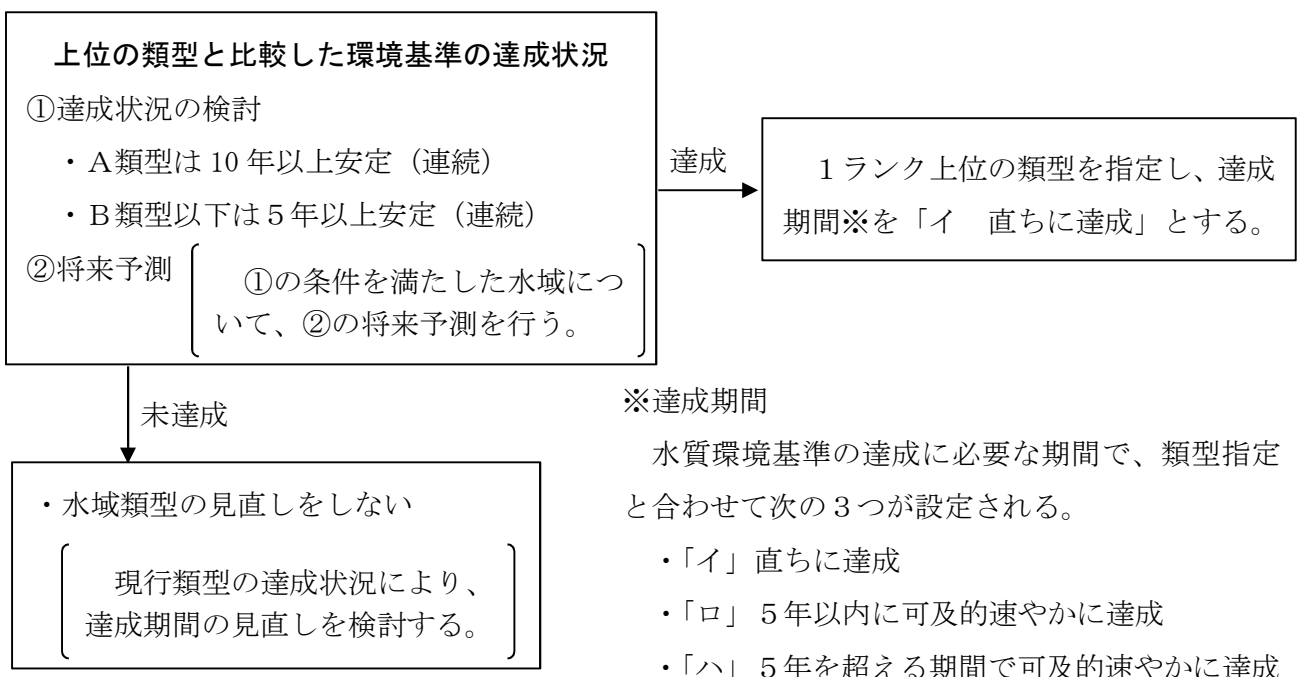 上位の類型と比較した環境基準の達成状況
①達成状況の検討
・A類型は 10 年以上安定（連続）
・B類型以下は５年以上安定（連続）
②将来予測
①の条件を満たした水域につ
いて、②の将来予測を行う。
達成
１ランク上位の類型を指定し、達成
期間※を「イ　直ちに達成」とする。
未達成
・水域類型の見直しをしない
現行類型の達成状況により、
達成期間の見直しを検討する。
※達成期間
水質環境基準の達成に必要な期間で、類型指定
と合わせて次の３つが設定される。
・「イ」直ちに達成
・「ロ」５年以内に可及的速やかに達成
・「ハ」５年を超える期間で可及的速やかに達成